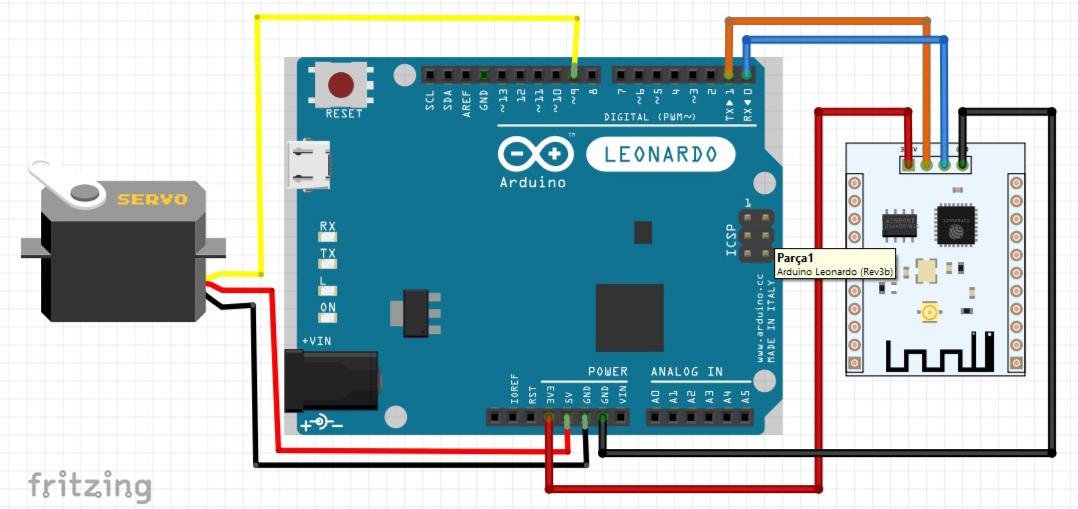 RESET
SCL
SDA
AREF
GND
~13
12
~11
~10
~9
8
7
~6
~5
4
~3
2
TX▶ 1
RX◀ 0
DIGITAL (PWM~)
TM
LEONARDO
Arduino
SERVO
RX
TX
L
ON
1
ICSP
Parça1
Arduino Leonardo (Rev3b)
www.arduino.cc
MADE IN ITALY
+VIN
POWER
ANALOG IN
IOREF
RST
3V3
5V
GND
GND
VIN
A0
A1
A2
A3
A4
A5
fritzing